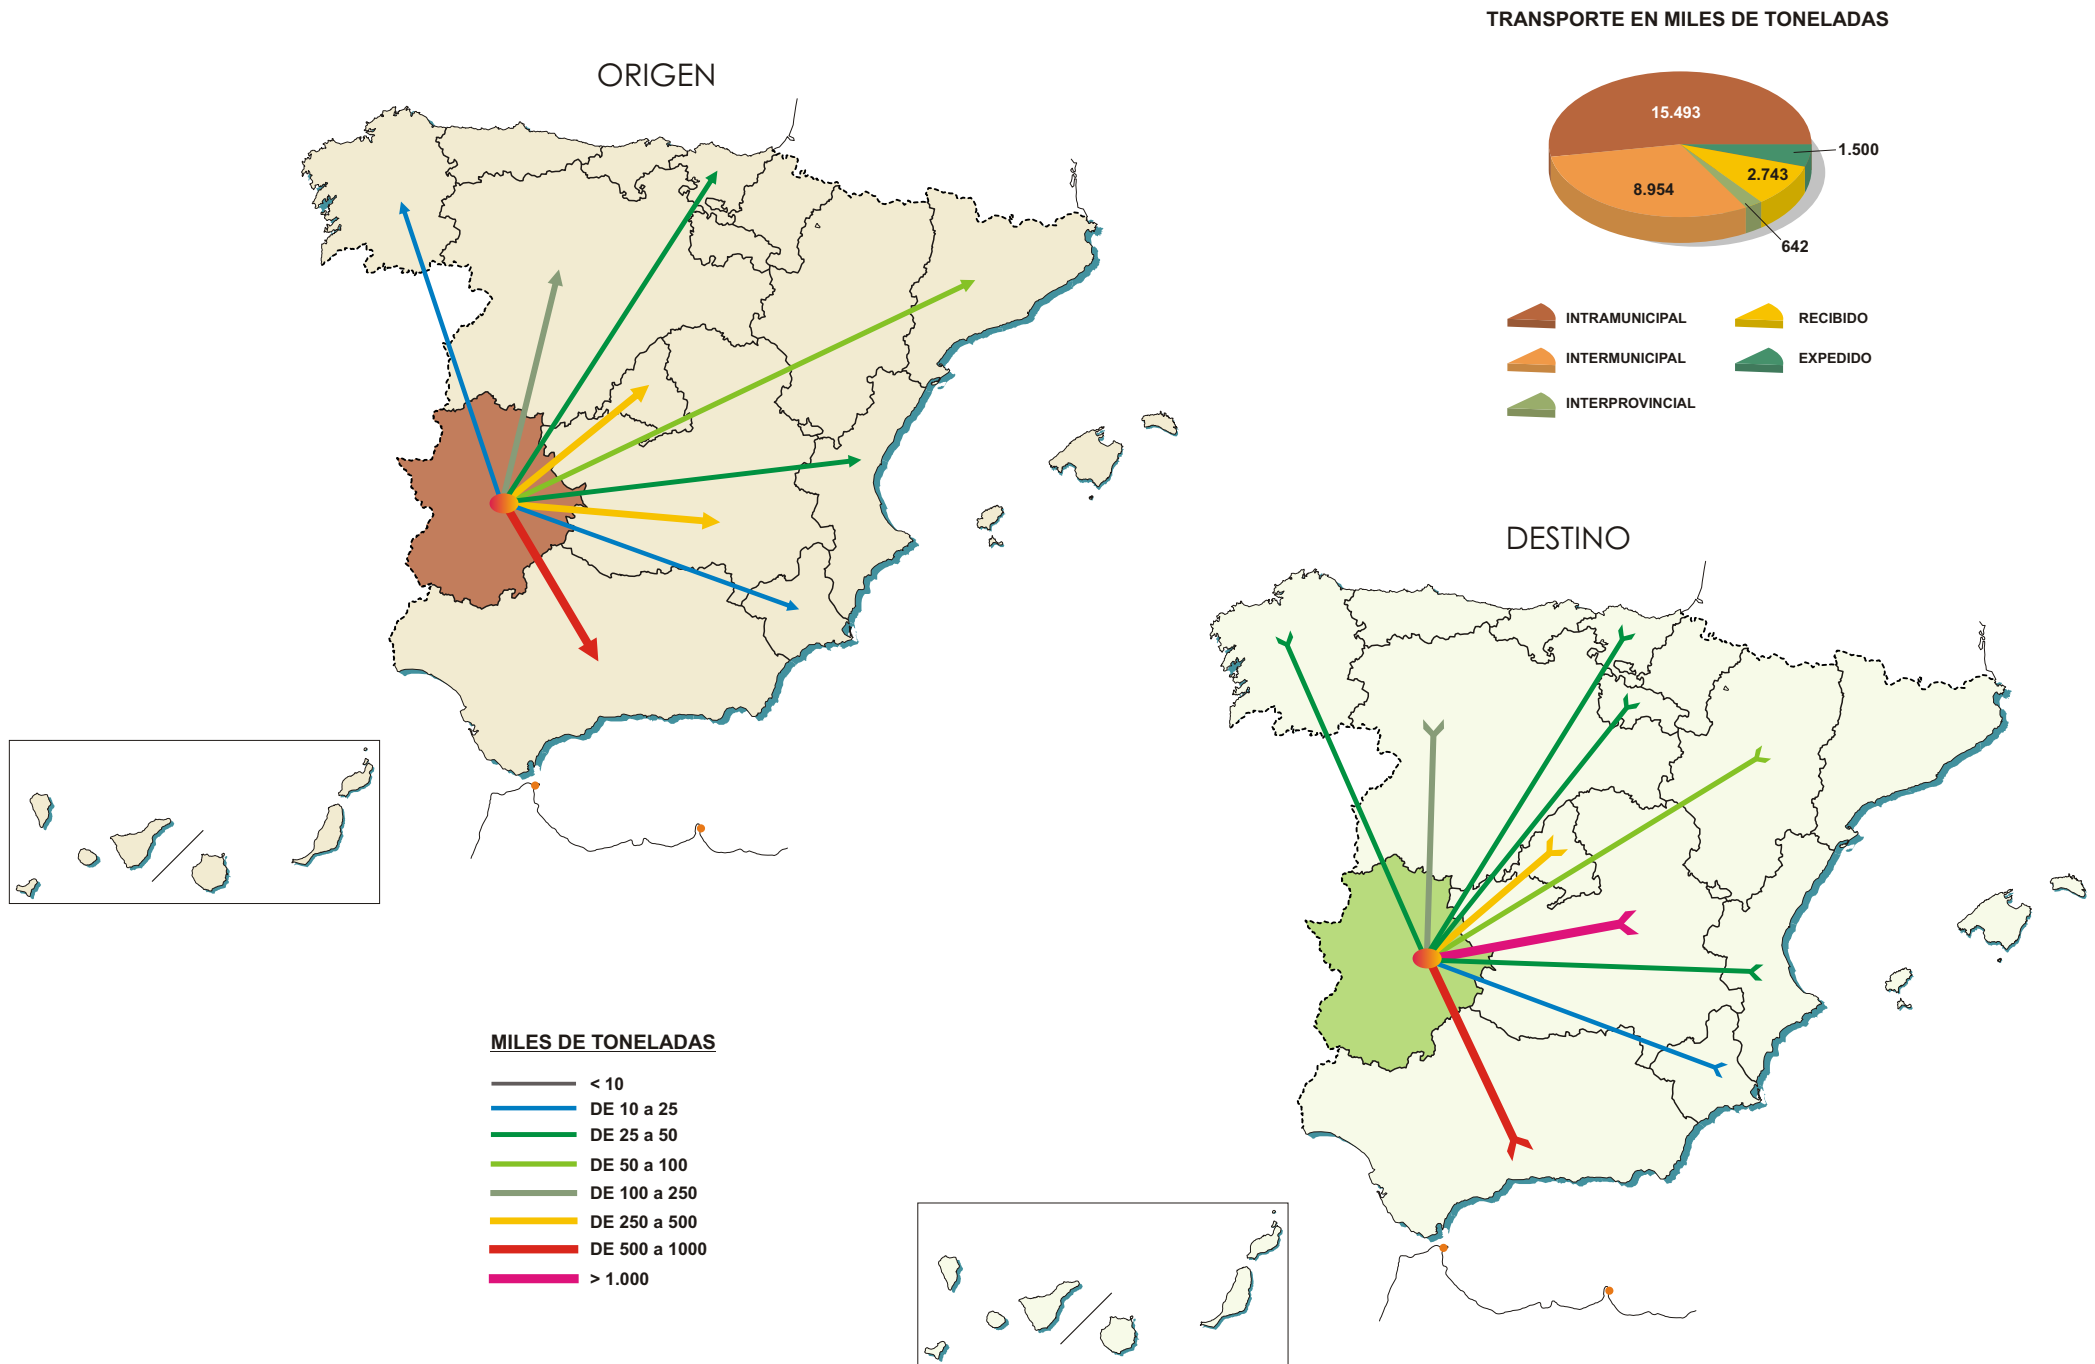 TRANSPORTE EN MILES DE TONELADAS
ORIGEN
15.493
1.500
2.743
8.954
642
INTRAMUNICIPAL
RECIBIDO
INTERMUNICIPAL
EXPEDIDO
INTERPROVINCIAL
DESTINO
MILES DE TONELADAS
< 10
DE 10 a 25
DE 25 a 50
DE 50 a 100
DE 100 a 250
DE 250 a 500
DE 500 a 1000
> 1.000